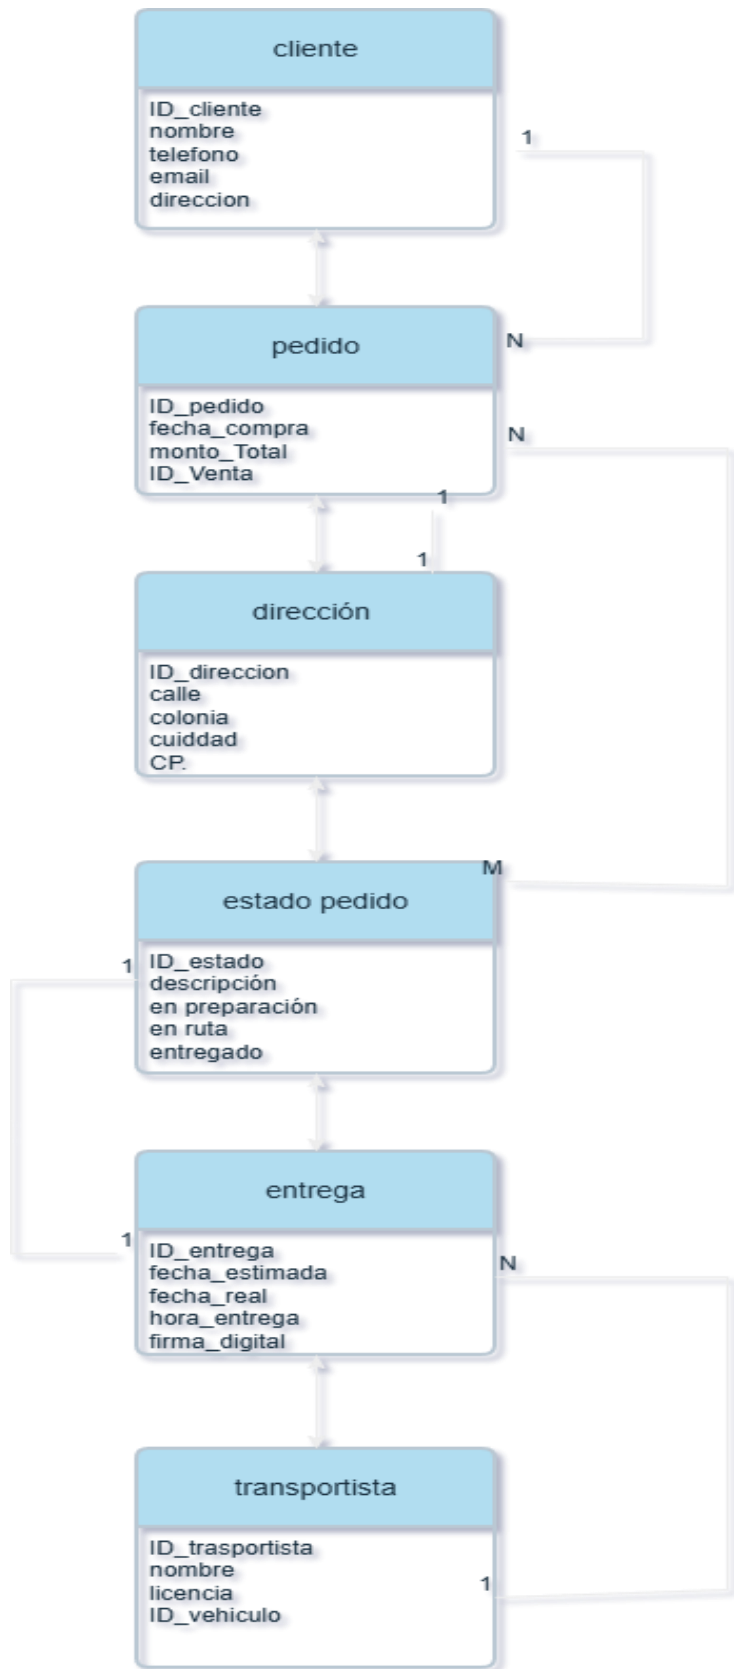 cliente
ID_cliente
nombre
telefono
email
direccion
1
N
pedido
ID_pedido
fecha_compra
monto_Total
ID_Venta
N
1
1
dirección
ID_direccion
calle
colonia
cuiddad
CP.
M
estado pedido
1
ID_estado
descripción
en preparación
en ruta
entregado
entrega
1
ID_entrega
fecha_estimada
fecha_real
hora_entrega
firma_digital
N
transportista
ID_trasportista
nombre
licencia
ID_vehiculo
1